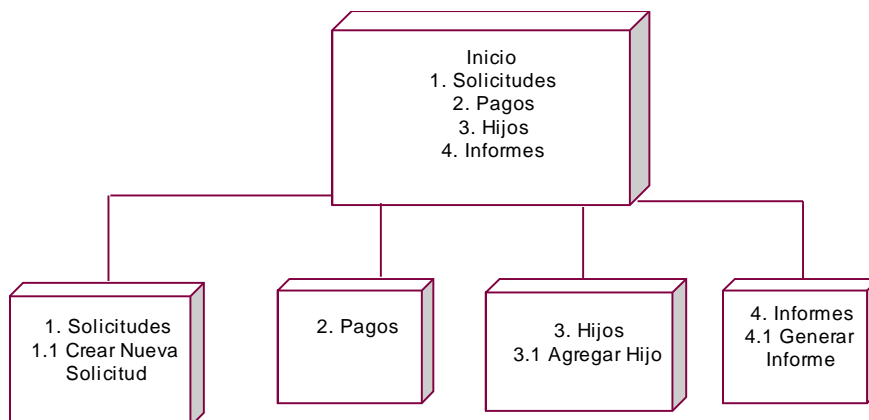 Inicio
1. Solicitudes
2. Pagos
3. Hijos
4. Informes
1. Solicitudes
1.1 Crear Nueva
Solicitud
2. Pagos
3. Hijos
3.1 Agregar Hijo
4. Informes
4.1 Generar
Informe